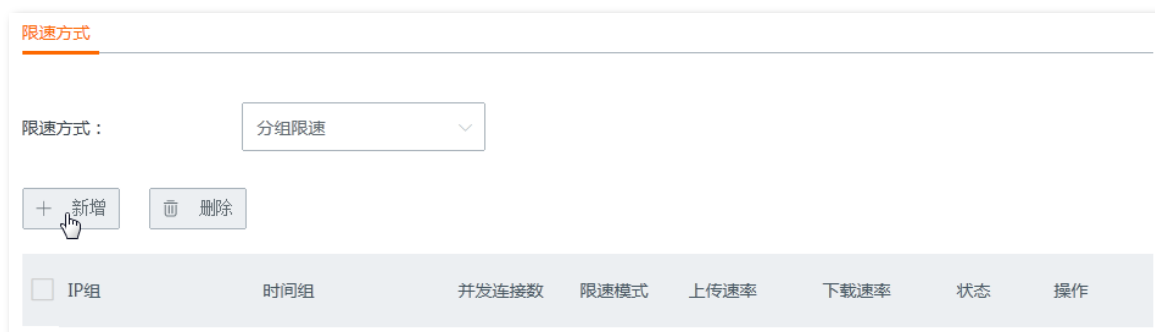 限速方式
限速方式：
分组限速
新增 删除
IP组 时间组 并发连接数 限速模式 上传速率 下载速率 状态 操作